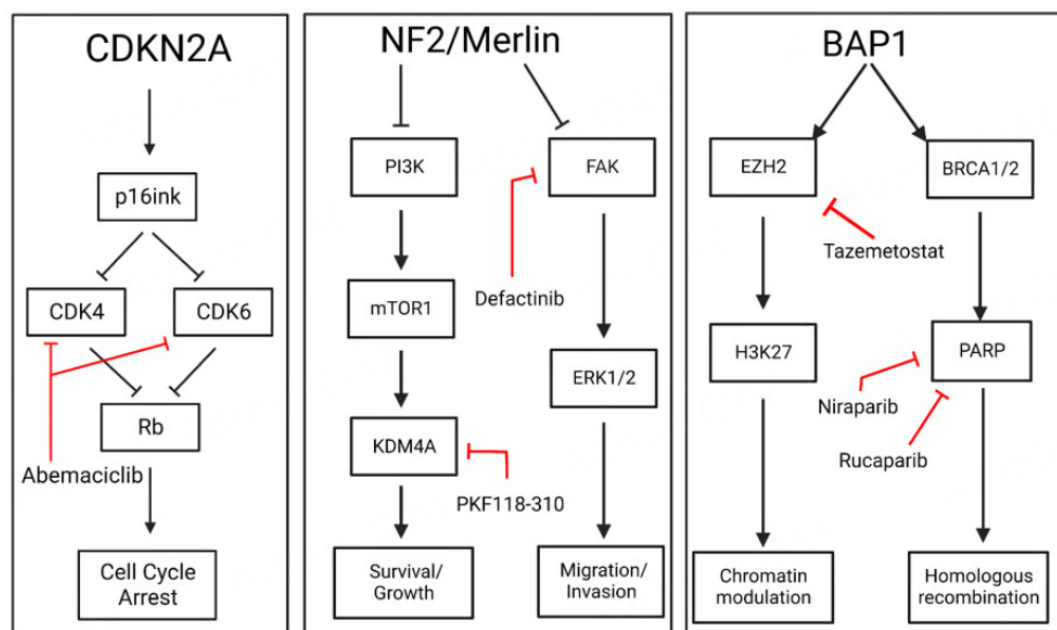 CDKN2A
p16ink
CDK4
CDK6
Rb
Abemaciclib
Cell Cycle
Arrest
NF2/Merlin
PI3K
FAK
Defactinib
mTOR1
ERK1/2
KDM4A
PKF118-310
Survival/
Growth
Migration/
Invasion
BAP1
EZH2
BRCA1/2
Tazemetostat
H3K27
PARP
Niraparib
Rucaparib
Chromatin
modulation
Homologous
recombination